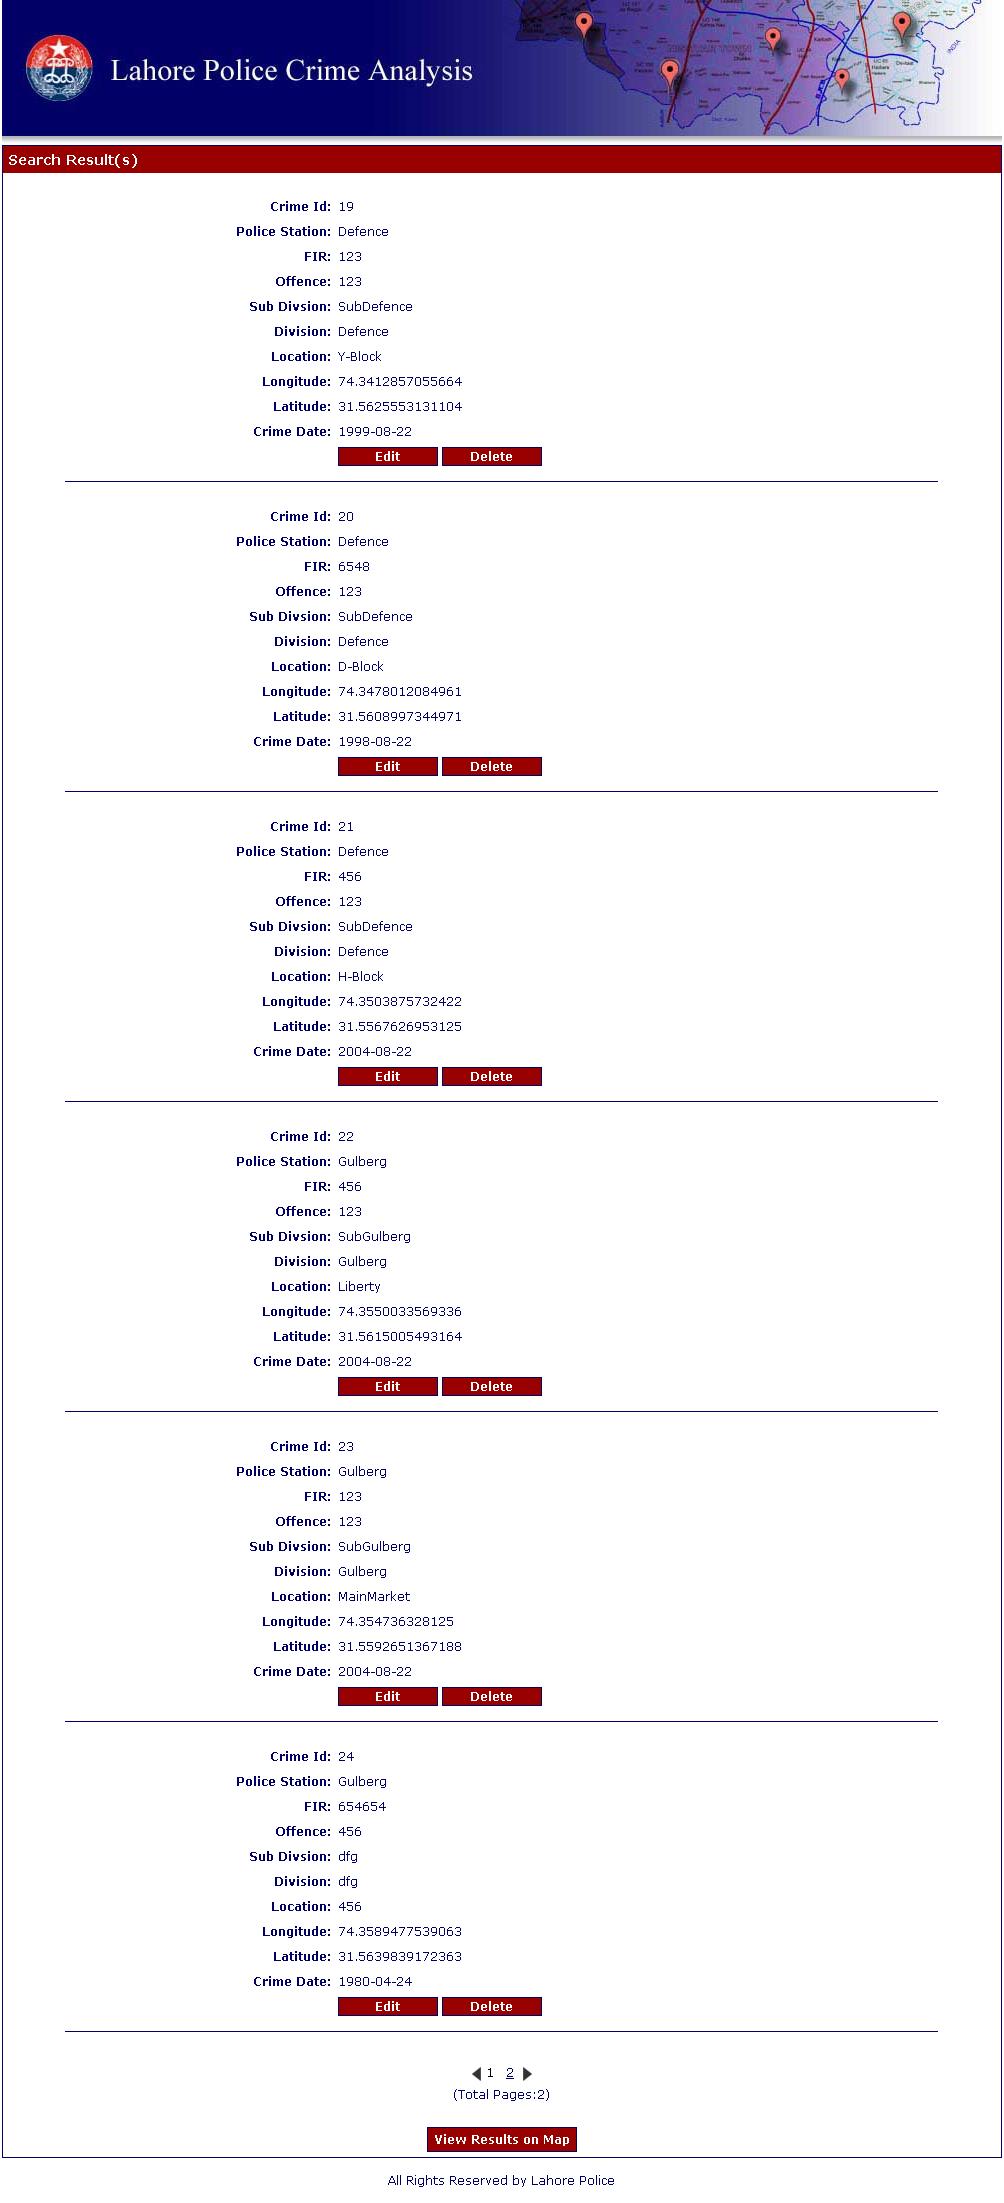 Lahore Police Crime Analysis
Search Result(s)
Crime Id: 19
Police Station: Defence
FIR: 123
Offence: 123
Sub Divsion: SubDefence
Division: Defence
Location: Y-Block
Longitude: 74.3412857055664
Latitude: 31.5625553131104
Crime Date: 1999-08-22
Edit Delete
Crime Id: 20
Police Station: Defence
FIR: 6548
Offence: 123
Sub Divsion: SubDefence
Division: Defence
Location: D-Block
Longitude: 74.3478012084961
Latitude: 31.5608997344971
Crime Date: 1998-08-22
Edit Delete
Crime Id: 21
Police Station: Defence
FIR: 456
Offence: 123
Sub Divsion: SubDefence
Division: Defence
Location: H-Block
Longitude: 74.3503875732422
Latitude: 31.5567626953125
Crime Date: 2004-08-22
Edit Delete
Crime Id: 22
Police Station: Gulberg
FIR: 456
Offence: 123
Sub Divsion: SubGulberg
Division: Gulberg
Location: Liberty
Longitude: 74.3550033569336
Latitude: 31.5615005493164
Crime Date: 2004-08-22
Edit Delete
Crime Id: 23
Police Station: Gulberg
FIR: 123
Offence: 123
Sub Divsion: SubGulberg
Division: Gulberg
Location: MainMarket
Longitude: 74.354736328125
Latitude: 31.5592651367188
Crime Date: 2004-08-22
Edit Delete
Crime Id: 24
Police Station: Gulberg
FIR: 654654
Offence: 456
Sub Divsion: dfg
Division: dfg
Location: 456
Longitude: 74.3589477539063
Latitude: 31.5639839172363
Crime Date: 1980-04-24
Edit Delete
1 2
(Total Pages:2)
View Results on Map
All Rights Reserved by Lahore Police